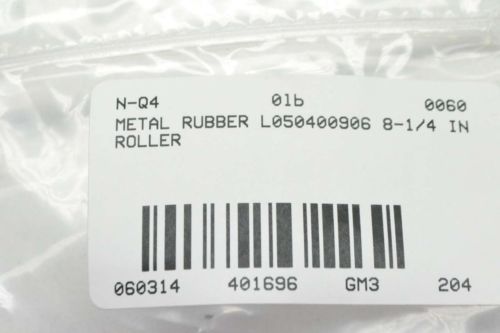 N-Q4 0lb 0060
METAL RUBBER L050400906 8-1/4 IN
ROLLER
060314 401696 GM3 204